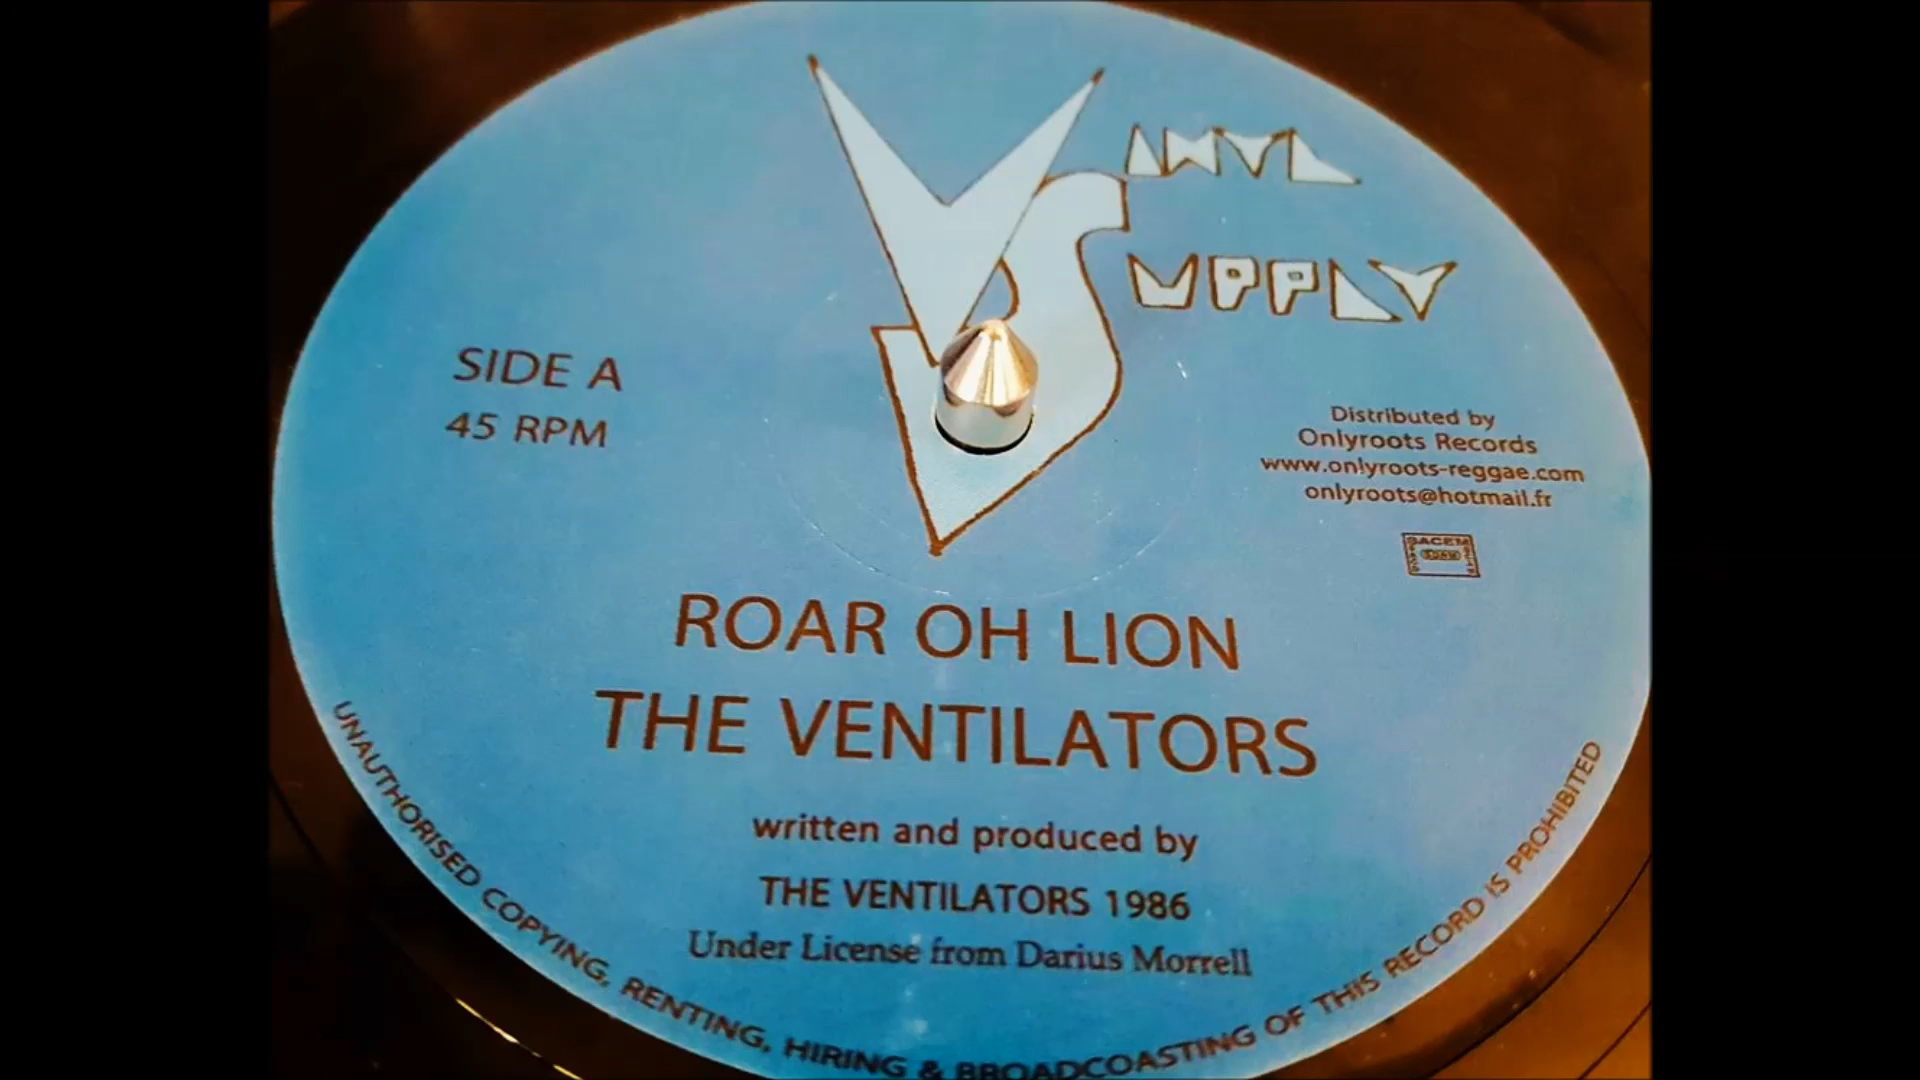 VINYL
SUPPLY
SIDE A
45 RPM
Distributed by
Onlyroots Records
www.onlyroots-reggae.com
onlyroots@hotmail.fr
SACEM
ROAR OH LION
THE VENTILATORS
written and produced by
THE VENTILATORS 1986
Under License from Darius Morrell
UNAUTHORISED COPYING, RENTING, HIRING & BROADCOASTING OF THIS RECORD IS PROHIBITED